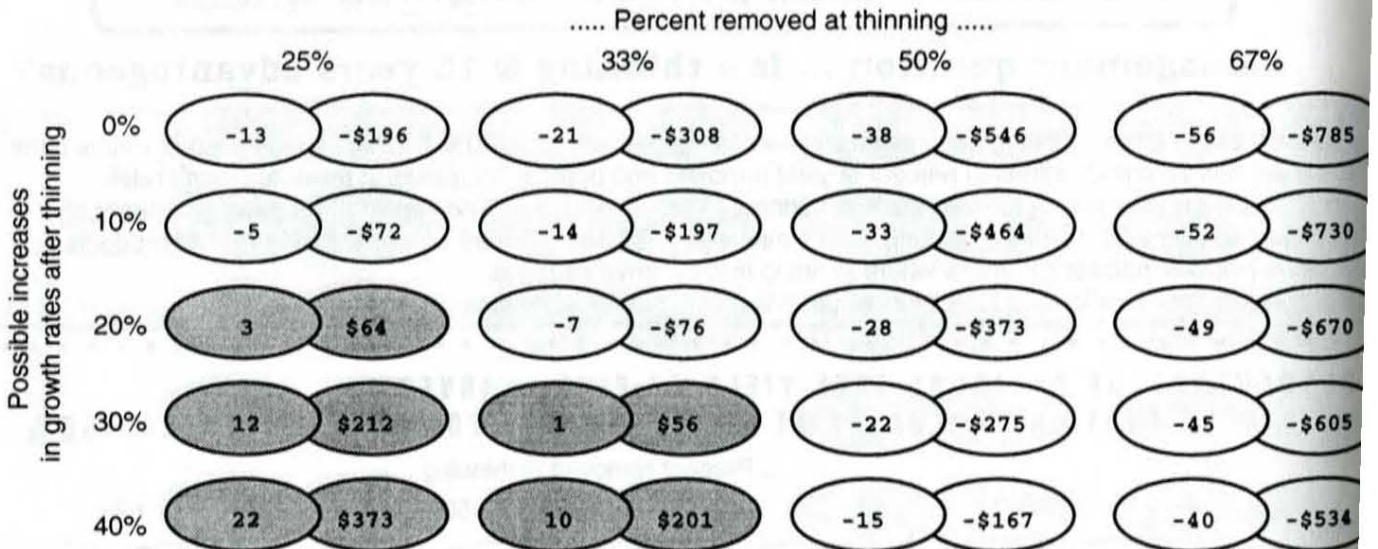 ..... Percent removed at thinning .....
25% 33% 50% 67%
Possible increases
in growth rates after thinning
0% -13 -$196 -21 -$308 -38 -$546 -56 -$785
10% -5 -$72 -14 -$197 -33 -$464 -52 -$730
20% 3 $64 -7 -$76 -28 -$373 -49 -$670
30% 12 $212 1 $56 -22 -$275 -45 -$605
40% 22 $373 10 $201 -15 -$167 -40 -$534